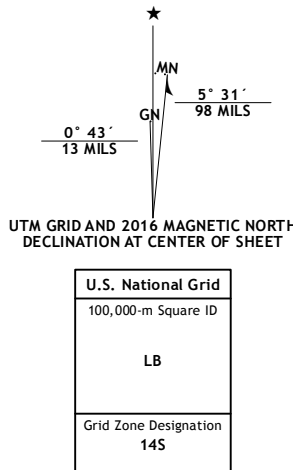 ★
MN
GN
5° 31´
98 MILS
0° 43´
13 MILS
UTM GRID AND 2016 MAGNETIC NORTH
DECLINATION AT CENTER OF SHEET
U.S. National Grid
100,000-m Square ID
LB
Grid Zone Designation
14S